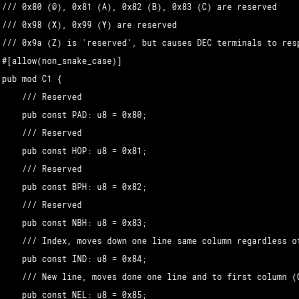 /// 0x80 (@), 0x81 (A), 0x82 (B), 0x83 (C) are reserved
/// 0x98 (X), 0x99 (Y) are reserved
/// 0x9a (Z) is 'reserved', but causes DEC terminals to
#[allow(non_snake_case)]
pub mod C1 {
/// Reserved
pub const PAD: u8 = 0x80;
/// Reserved
pub const HOP: u8 = 0x81;
/// Reserved
pub const BPH: u8 = 0x82;
/// Reserved
pub const NBH: u8 = 0x83;
/// Index, moves down one line same column regardless
pub const IND: u8 = 0x84;
/// New line, moves done one line and to first column
pub const NEL: u8 = 0x85;